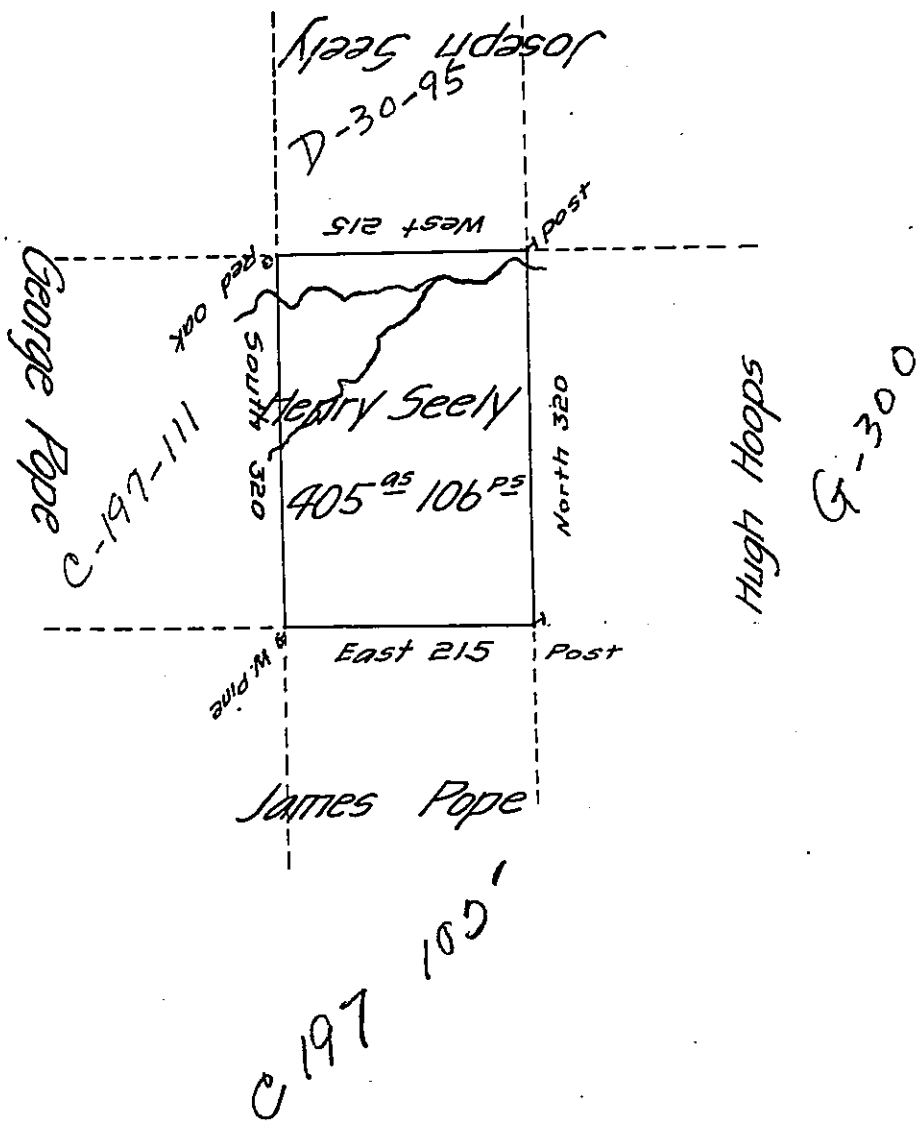 Joseph Seely
D-30-95
West 215
post
Red oak
George Pope
C-197-111
South 320
Henry Seely
405 as 106 ps
North 320
Hugh Hoops
G-300
W. Pine
East 215
Post
James Pope
C 197